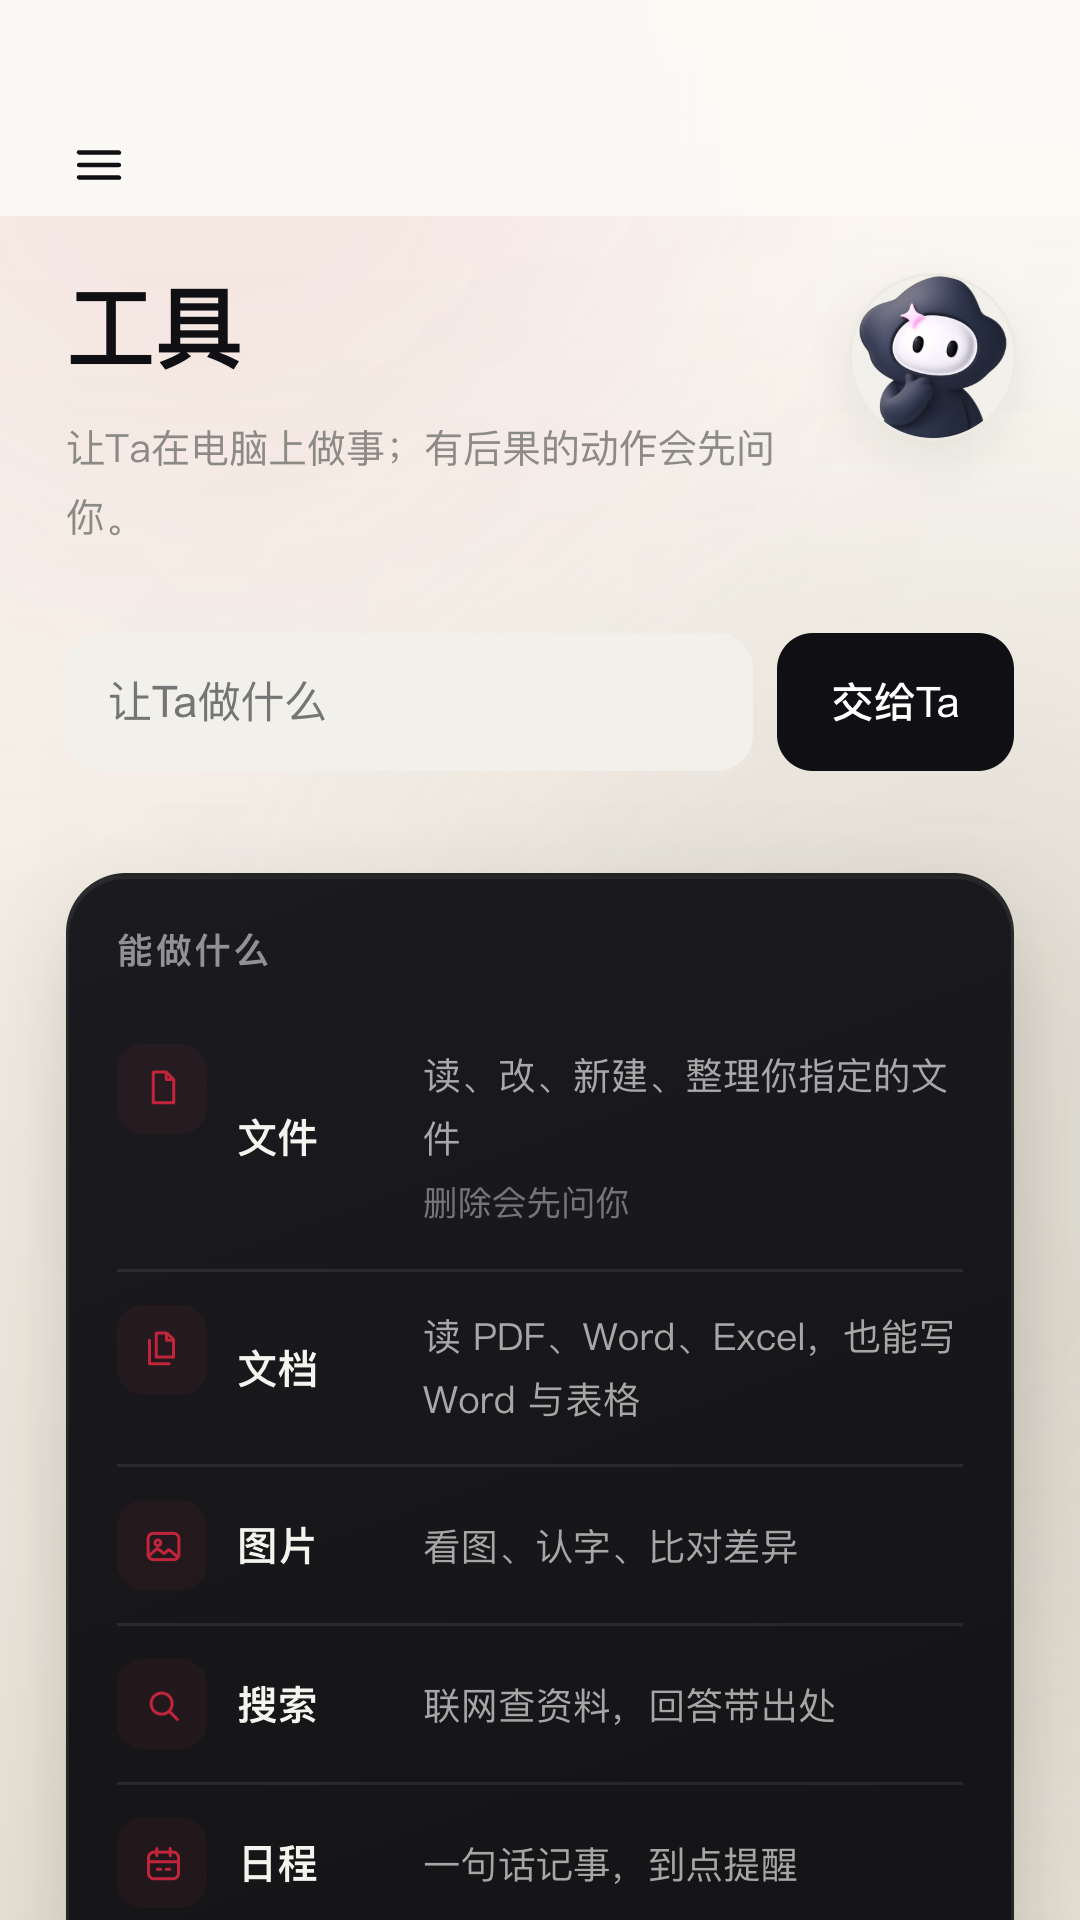 工具
让Ta在电脑上做事；有后果的动作会先问
你。
让Ta做什么
交给Ta
能做什么
文件
读、改、新建、整理你指定的文
件
删除会先问你
文档
读 PDF、Word、Excel，也能写
Word 与表格
图片
看图、认字、比对差异
搜索
联网查资料，回答带出处
日程
一句话记事，到点提醒